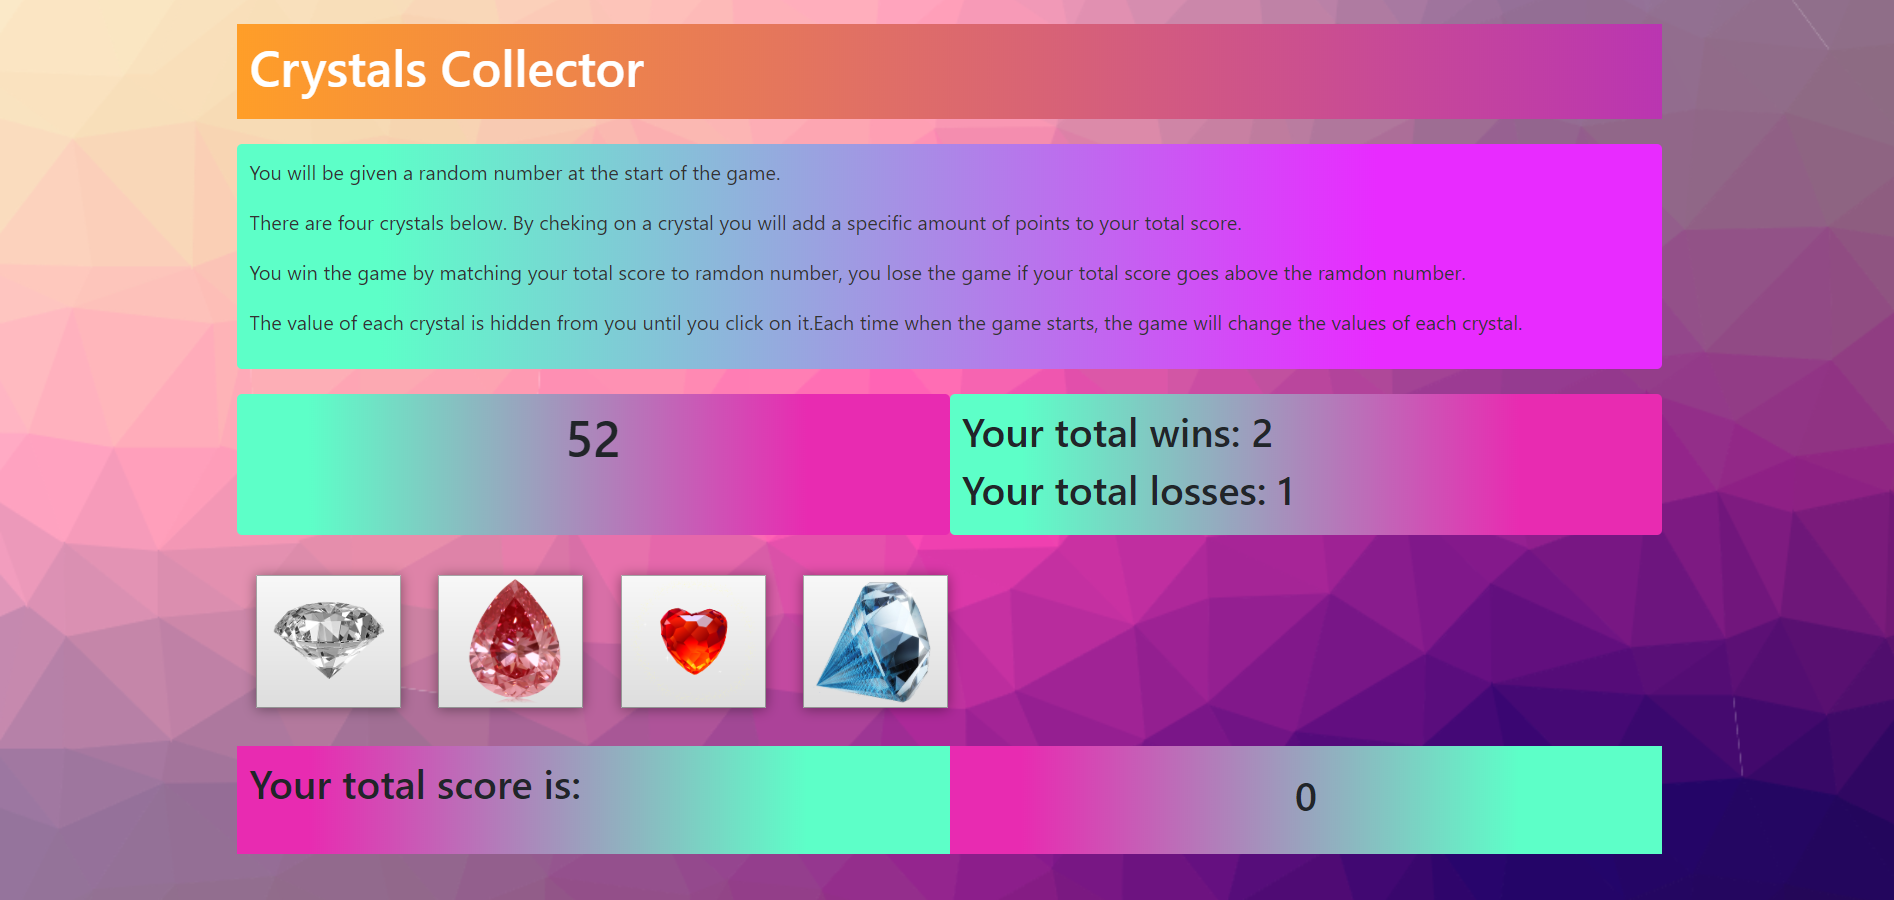 Crystals Collector
You will be given a random number at the start of the game.
There are four crystals below. By cheking on a crystal you will add a specific amount of points to your total score.
You win the game by matching your total score to ramdon number, you lose the game if your total score goes above the ramdon number.
The value of each crystal is hidden from you until you click on it.Each time when the game starts, the game will change the values of each crystal.
52
Your total wins: 2
Your total losses: 1
Your total score is:
0